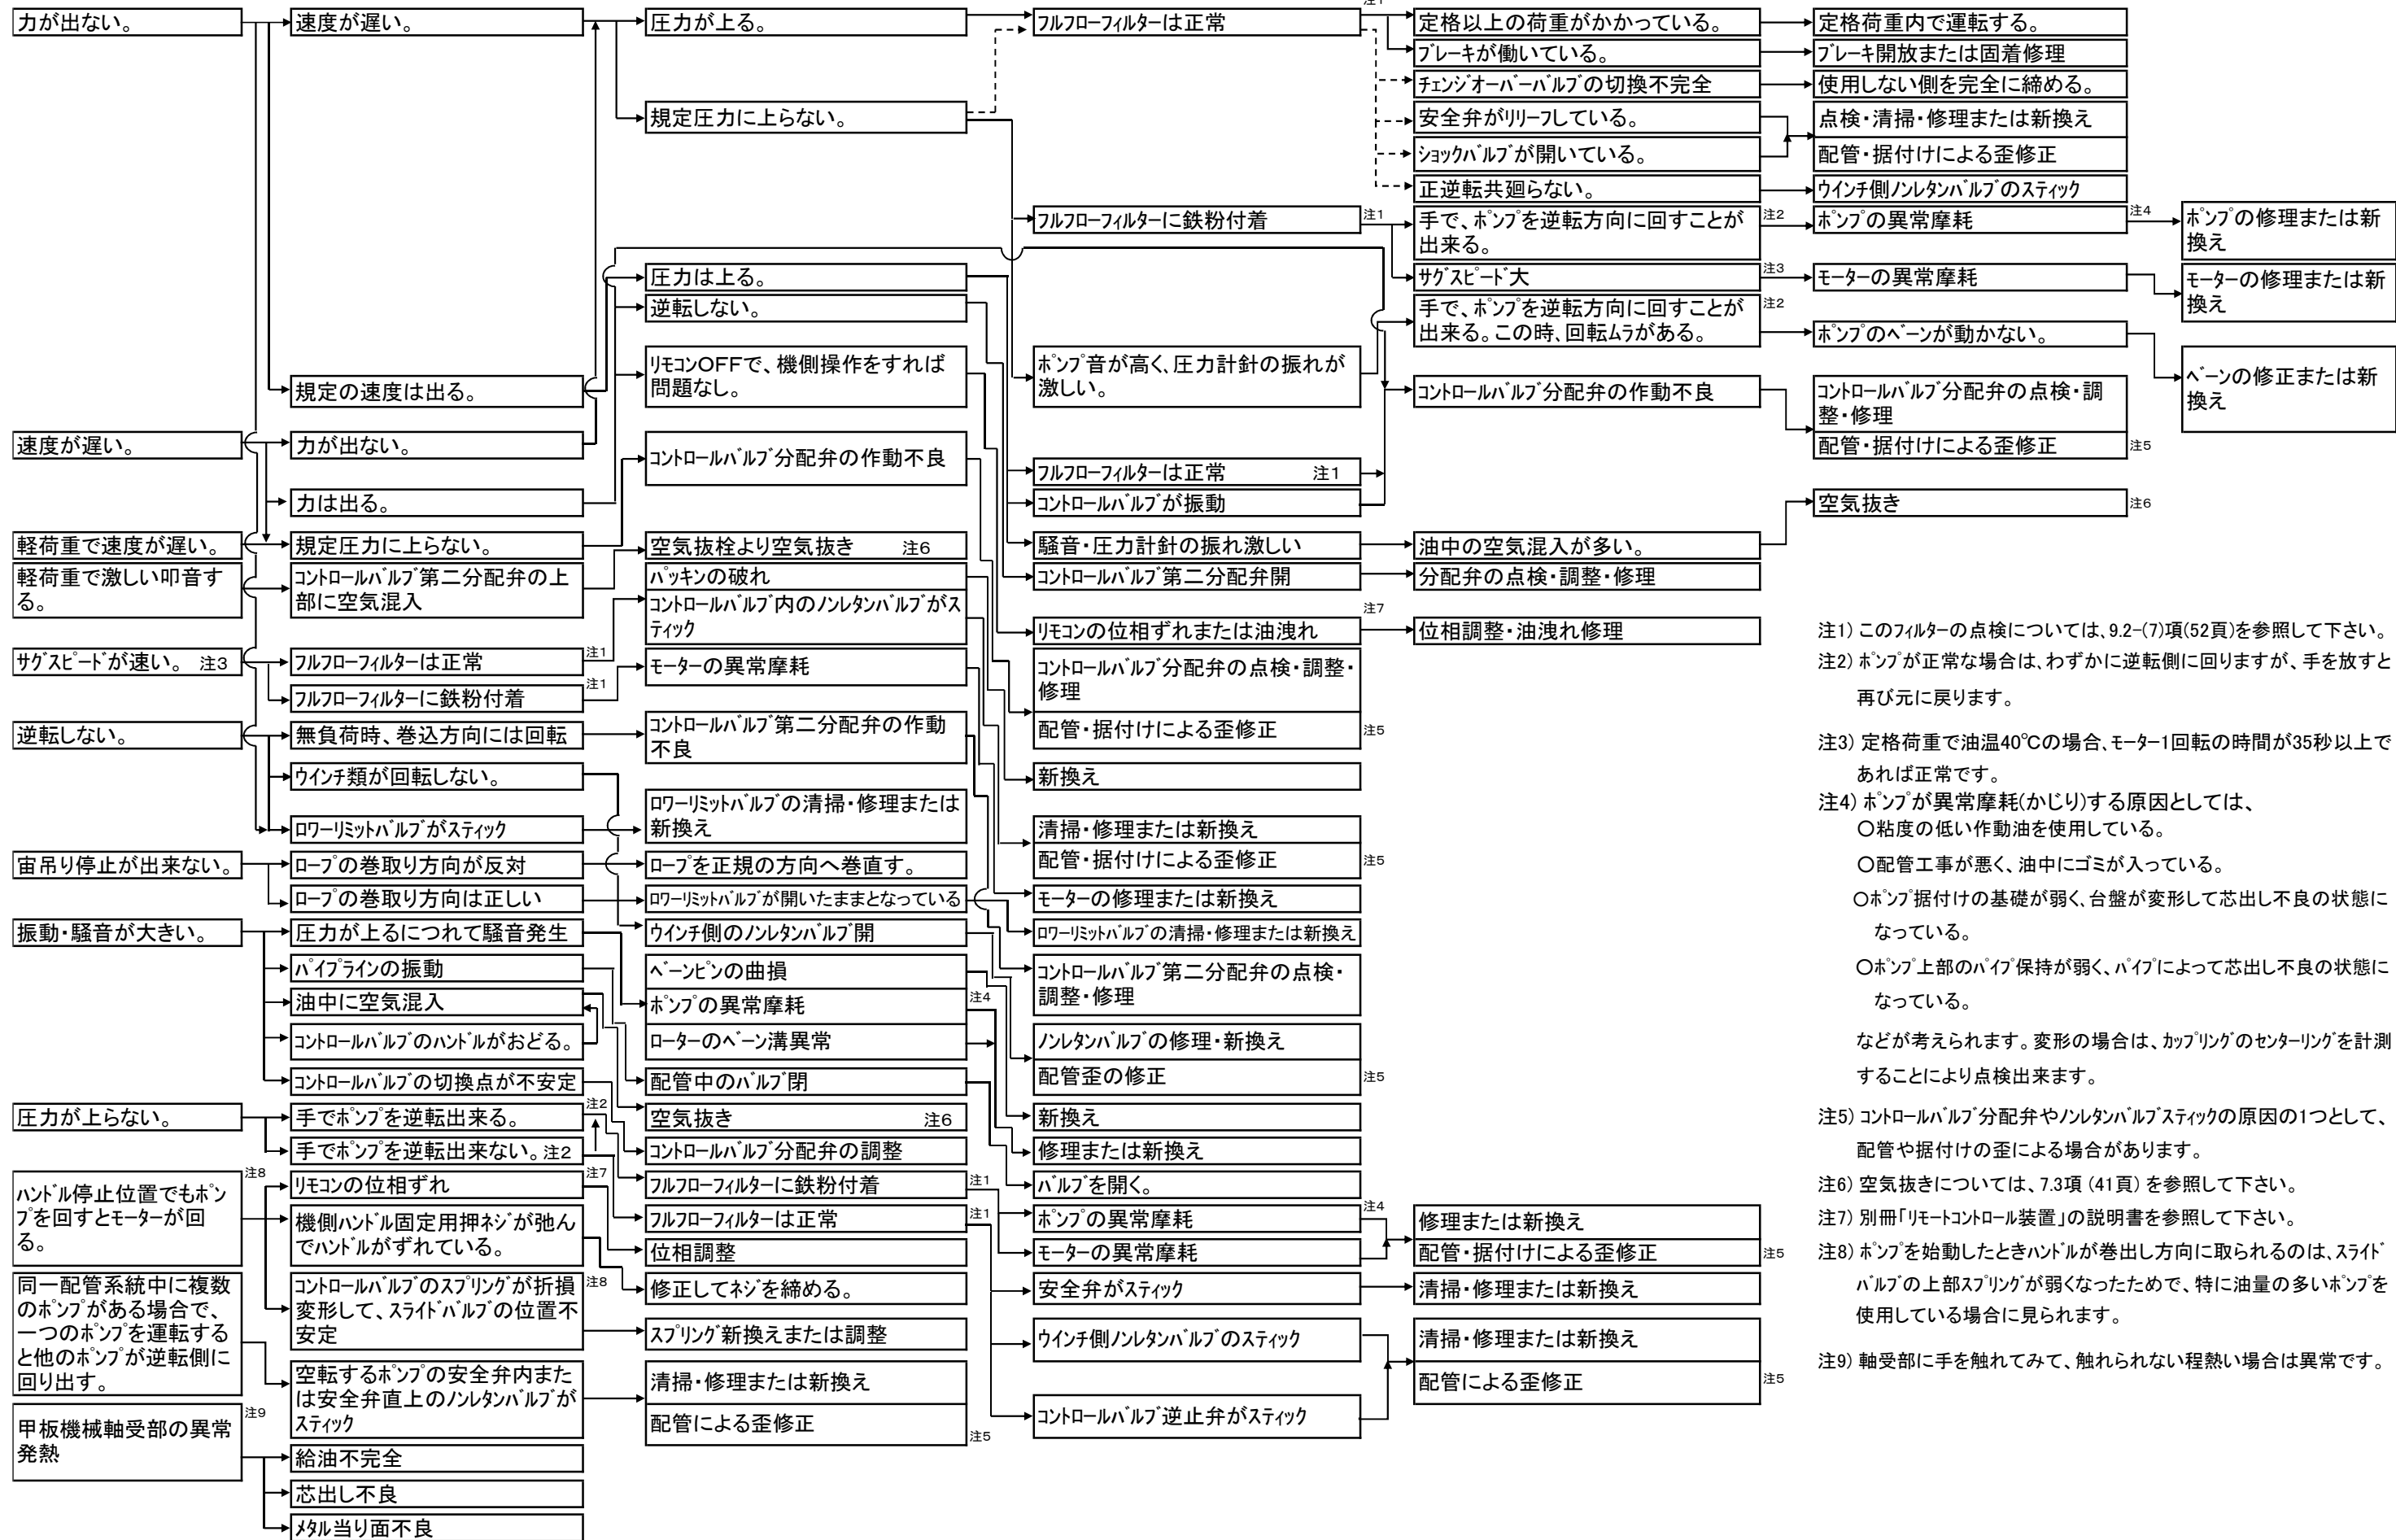 力が出ない。
速度が遅い。
軽荷重で速度が遅い。
軽荷重で激しい叩音す
る。
サグスピードが速い。 注3
逆転しない。
宙吊り停止が出来ない。
振動・騒音が大きい。
圧力が上らない。
ハンドル停止位置でもポン
プを回すとモーターが回
る。
注8
同一配管系統中に複数
のポンプがある場合で、
一つのポンプを運転する
と他のポンプが逆転側に
回り出す。
甲板機械軸受部の異常
発熱
注9
速度が遅い。
規定の速度は出る。
力が出ない。
力は出る。
規定圧力に上らない。
コントロールバルブ第二分配弁の上
部に空気混入
フルフローフィルターは正常
注1
フルフローフィルターに鉄粉付着
注1
無負荷時、巻込方向には回転
ウインチ類が回転しない。
ロワーリミットバルブがスティック
ロープの巻取り方向が反対
ロープの巻取り方向は正しい
圧力が上るにつれて騒音発生
パイプラインの振動
油中に空気混入
コントロールバルブのハンドルがおどる。
コントロールバルブの切換点が不安定
手でポンプを逆転出来る。
注2
手でポンプを逆転出来ない。注2
リモコンの位相ずれ
注7
機側ハンドル固定用押ネジが弛ん
でハンドルがずれている。
コントロールバルブのスプリングが折損
変形して、スライドバルブの位置不
安定
注8
空転するポンプの安全弁内また
は安全弁直上のノンレタンバルブが
スティック
給油不完全
芯出し不良
メタル当り面不良
圧力が上る。
規定圧力に上らない。
圧力は上る。
逆転しない。
リモコンOFFで、機側操作をすれば
問題なし。
コントロールバルブ分配弁の作動不良
空気抜栓より空気抜き 注6
パッキンの破れ
コントロールバルブ内のノンレタンバルブがス
ティック
モーターの異常摩耗
コントロールバルブ第二分配弁の作動
不良
ロワーリミットバルブの清掃・修理または
新換え
ロープを正規の方向へ巻直す。
ロワーリミットバルブが開いたままとなっている
ウインチ側のノンレタンバルブ開
ベーンピンの曲損
ポンプの異常摩耗
注4
ローターのベーン溝異常
配管中のバルブ閉
空気抜き 注6
コントロールバルブ分配弁の調整
フルフローフィルターに鉄粉付着
注1
フルフローフィルターは正常
注1
位相調整
修正してネジを締める。
スプリング新換えまたは調整
清掃・修理または新換え
配管による歪修正
注5
フルフローフィルターは正常
注1
フルフローフィルターに鉄粉付着
注1
ポンプ音が高く、圧力計針の振れが
激しい。
フルフローフィルターは正常 注1
コントロールバルブが振動
騒音・圧力計針の振れ激しい
コントロールバルブ第二分配弁開
リモコンの位相ずれまたは油洩れ
注7
コントロールバルブ分配弁の点検・調整・
修理
配管・据付けによる歪修正
注5
新換え
清掃・修理または新換え
配管・据付けによる歪修正
注5
モーターの修理または新換え
ロワーリミットバルブの清掃・修理または新換え
コントロールバルブ第二分配弁の点検・
調整・修理
ノンレタンバルブの修理・新換え
配管歪の修正
注5
新換え
修理または新換え
バルブを開く。
ポンプの異常摩耗
注4
モーターの異常摩耗
安全弁がスティック
ウインチ側ノンレタンバルブのスティック
コントロールバルブ逆止弁がスティック
定格以上の荷重がかかっている。
ブレーキが働いている。
チェンジオーバーバルブの切換不完全
安全弁がリリーフしている。
ショックバルブが開いている。
正逆転共廻らない。
手で、ポンプを逆転方向に回すことが
出来る。
注2
サグスピード大
注3
手で、ポンプを逆転方向に回すことが
出来る。この時、回転ムラがある。
注2
コントロールバルブ分配弁の作動不良
油中の空気混入が多い。
分配弁の点検・調整・修理
位相調整・油洩れ修理
修理または新換え
配管・据付けによる歪修正
注5
清掃・修理または新換え
清掃・修理または新換え
配管による歪修正
注5
定格荷重内で運転する。
ブレーキ開放または固着修理
使用しない側を完全に締める。
点検・清掃・修理または新換え
配管・据付けによる歪修正
ウインチ側ノンレタンバルブのスティック
ポンプの異常摩耗
注4
モーターの異常摩耗
ポンプのベーンが動かない。
コントロールバルブ分配弁の点検・調
整・修理
配管・据付けによる歪修正
注5
空気抜き
注6
ポンプの修理または新
換え
モーターの修理または新
換え
ベーンの修正または新
換え
注1) このフィルターの点検については、9.2-(7)項(52頁)を参照して下さい。
注2) ポンプが正常な場合は、わずかに逆転側に回りますが、手を放すと
再び元に戻ります。
注3) 定格荷重で油温40℃の場合、モーター1回転の時間が35秒以上で
あれば正常です。
注4) ポンプが異常摩耗(かじり)する原因としては、
○粘度の低い作動油を使用している。
○配管工事が悪く、油中にゴミが入っている。
○ポンプ据付けの基礎が弱く、台盤が変形して芯出し不良の状態に
なっている。
○ポンプ上部のパイプ保持が弱く、パイプによって芯出し不良の状態に
なっている。
などが考えられます。変形の場合は、カップリングのセンターリングを計測
することにより点検出来ます。
注5) コントロールバルブ分配弁やノンレタンバルブスティックの原因の1つとして、
配管や据付けの歪による場合があります。
注6) 空気抜きについては、7.3項 (41頁) を参照して下さい。
注7) 別冊「リモートコントロール装置」の説明書を参照して下さい。
注8) ポンプを始動したときハンドルが巻出し方向に取られるのは、スライド
バルブの上部スプリングが弱くなったためで、特に油量の多いポンプを
使用している場合に見られます。
注9) 軸受部に手を触れてみて、触れられない程熱い場合は異常です。